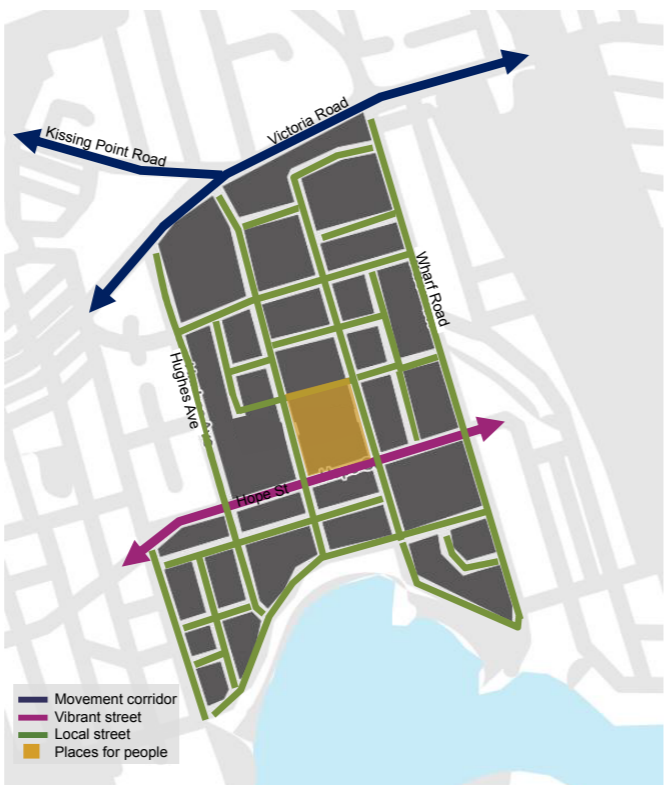 Kissing Point Road
Victoria Road
Wharf Road
Hughes Ave
Hope St
Movement corridor
Vibrant street
Local street
Places for people